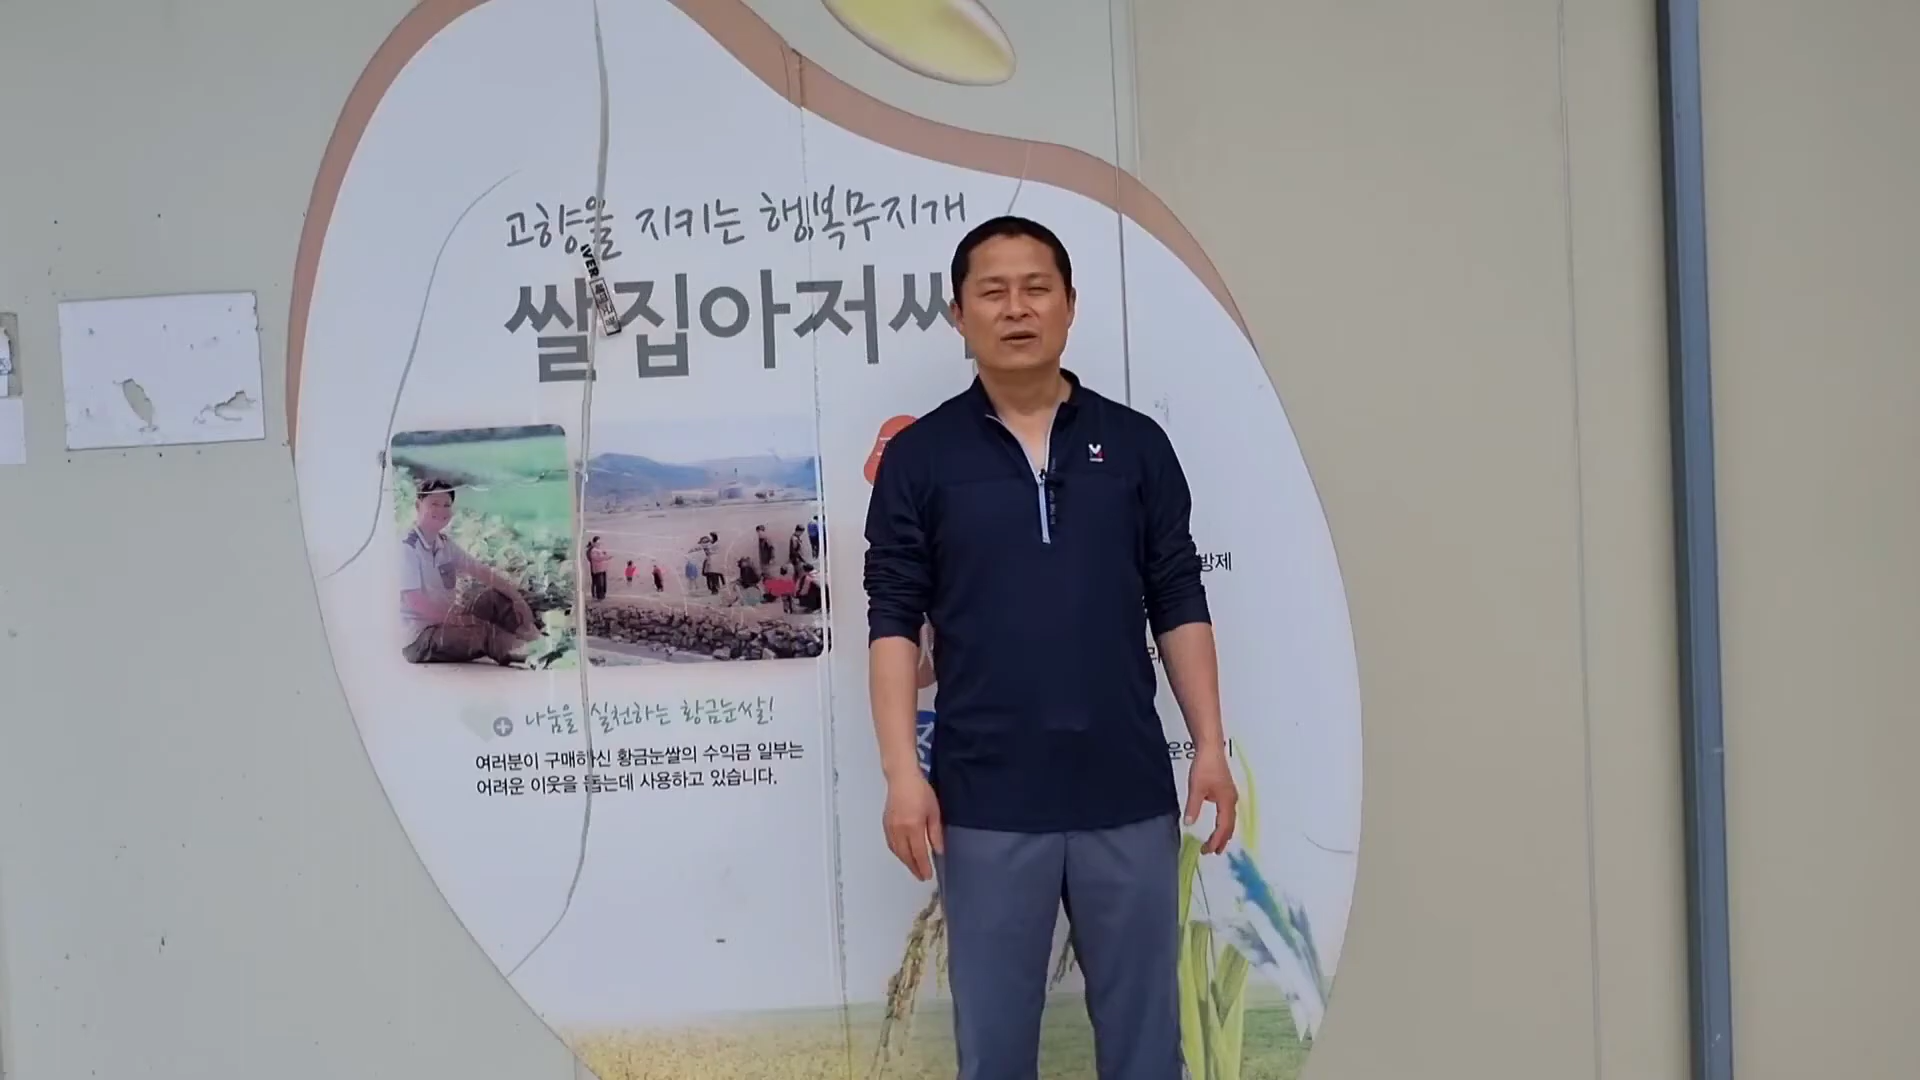 고향을 지키는 행복무지개
쌀집아저씨
나눔을 실천하는 황금눈쌀!
여러분이 구매하신 황금눈쌀의 수익금 일부는
어려운 이웃을 돕는데 사용하고 있습니다.
방제